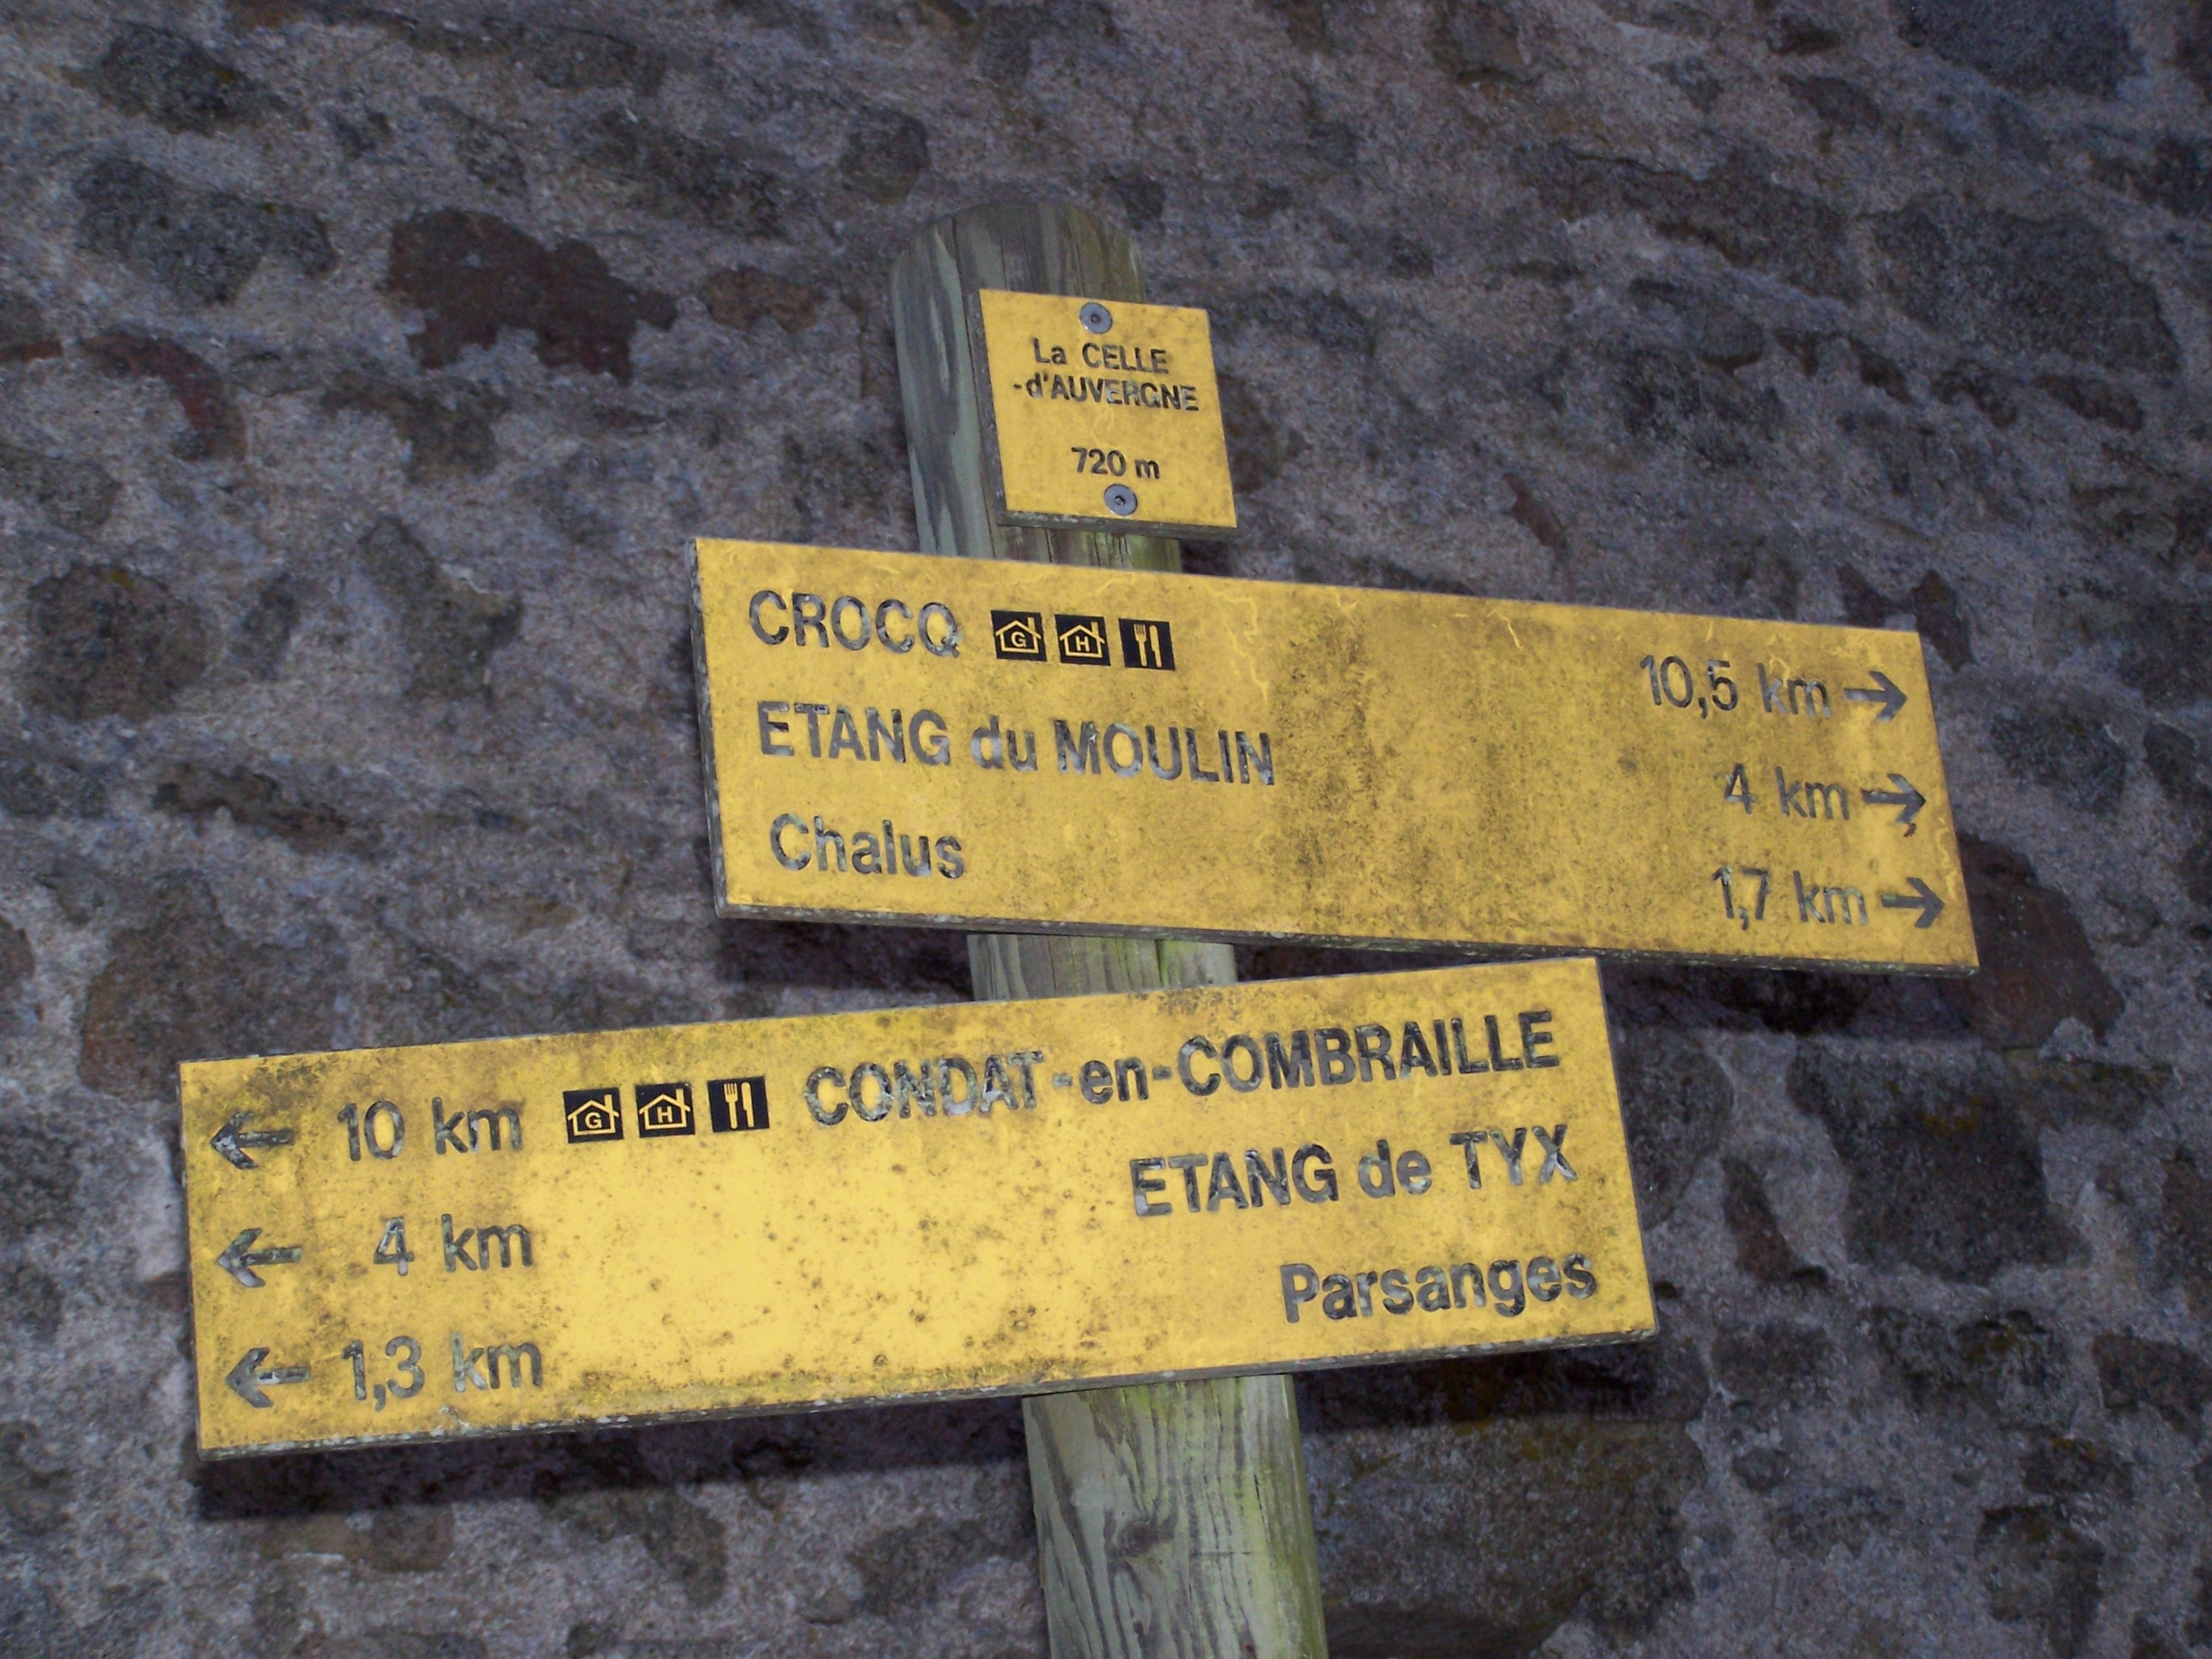 La CELLE
-d'AUVERGNE
720 m
CROCQ G H 10,5 km →
ETANG du MOULIN 4 km →
Chalus 1,7 km →
← 10 km G H CONDAT-en-COMBRAILLE
← 4 km ETANG de TYX
← 1,3 km Parsanges